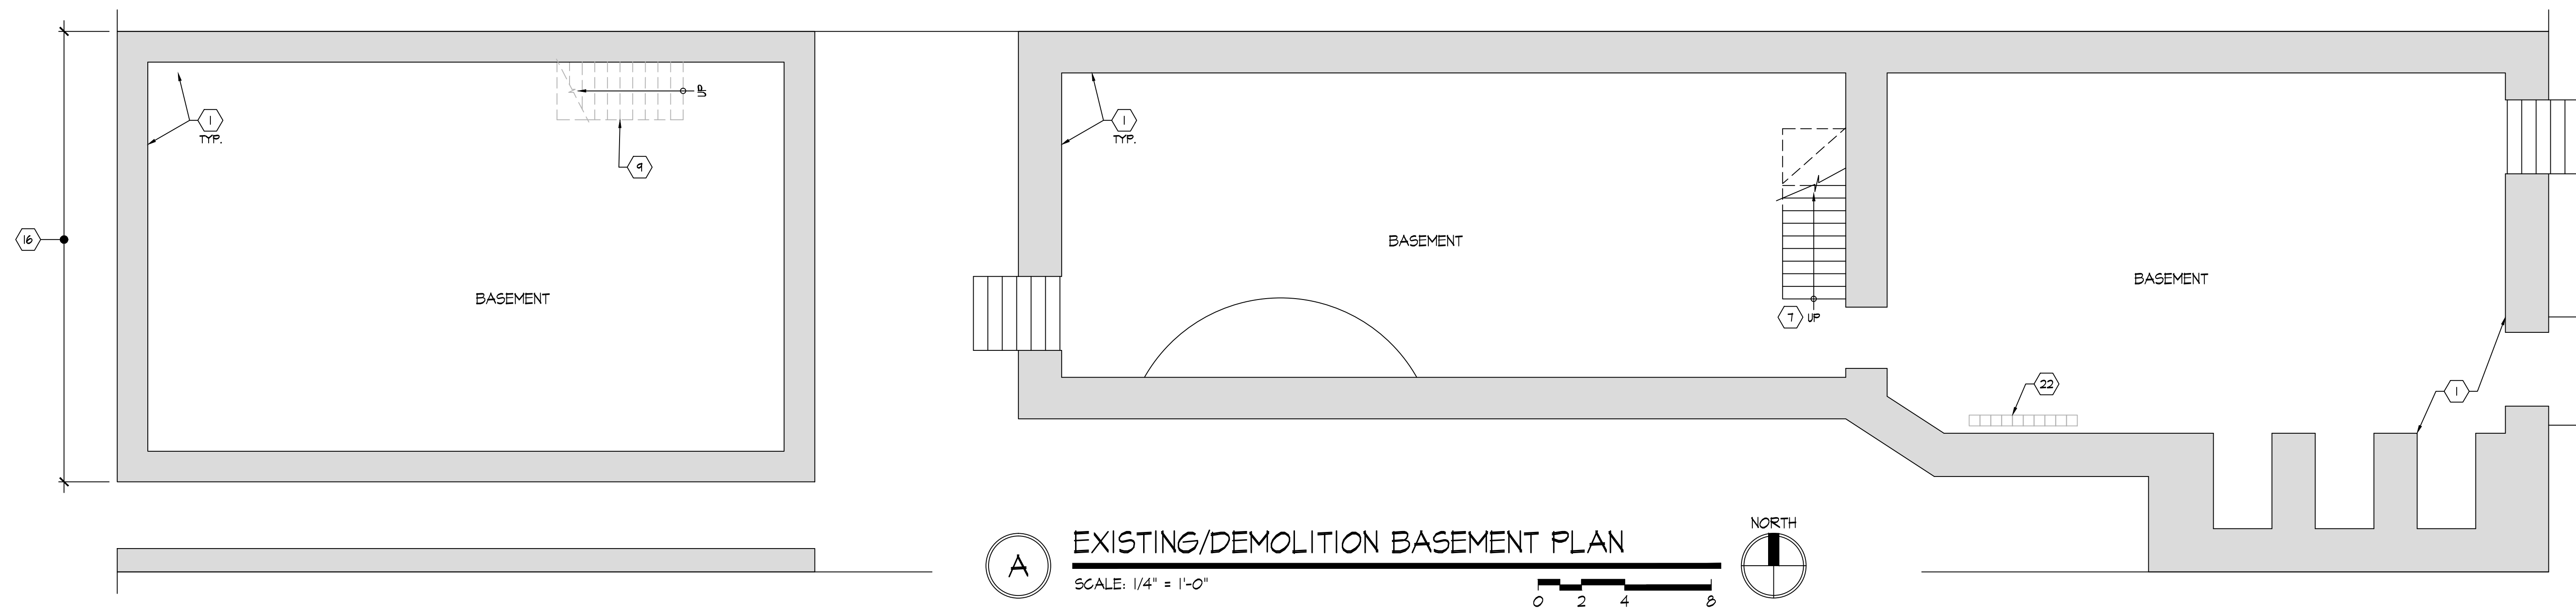 1
TYP.
UP
9
16
BASEMENT
1
TYP.
BASEMENT
7 UP
BASEMENT
22
1
A
EXISTING/DEMOLITION BASEMENT PLAN
SCALE: 1/4" = 1'-0"
0 2 4 8
NORTH